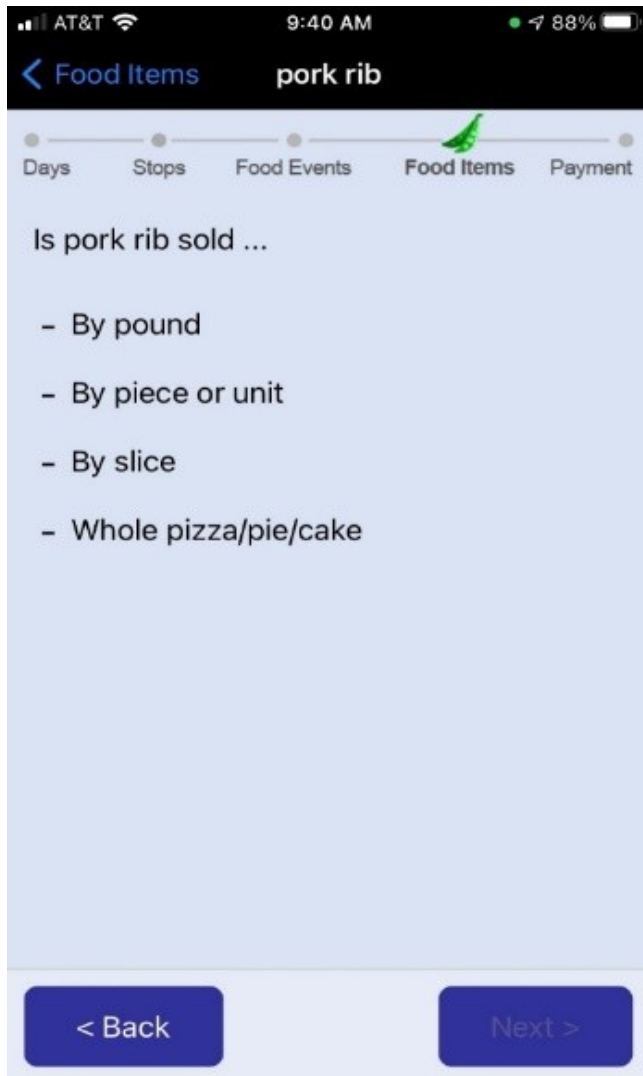 AT&T 9:40 AM 88%
Food Items pork rib
Days Stops Food Events Food Items Payment
Is pork rib sold ...
- By pound
- By piece or unit
- By slice
- Whole pizza/pie/cake
< Back Next >